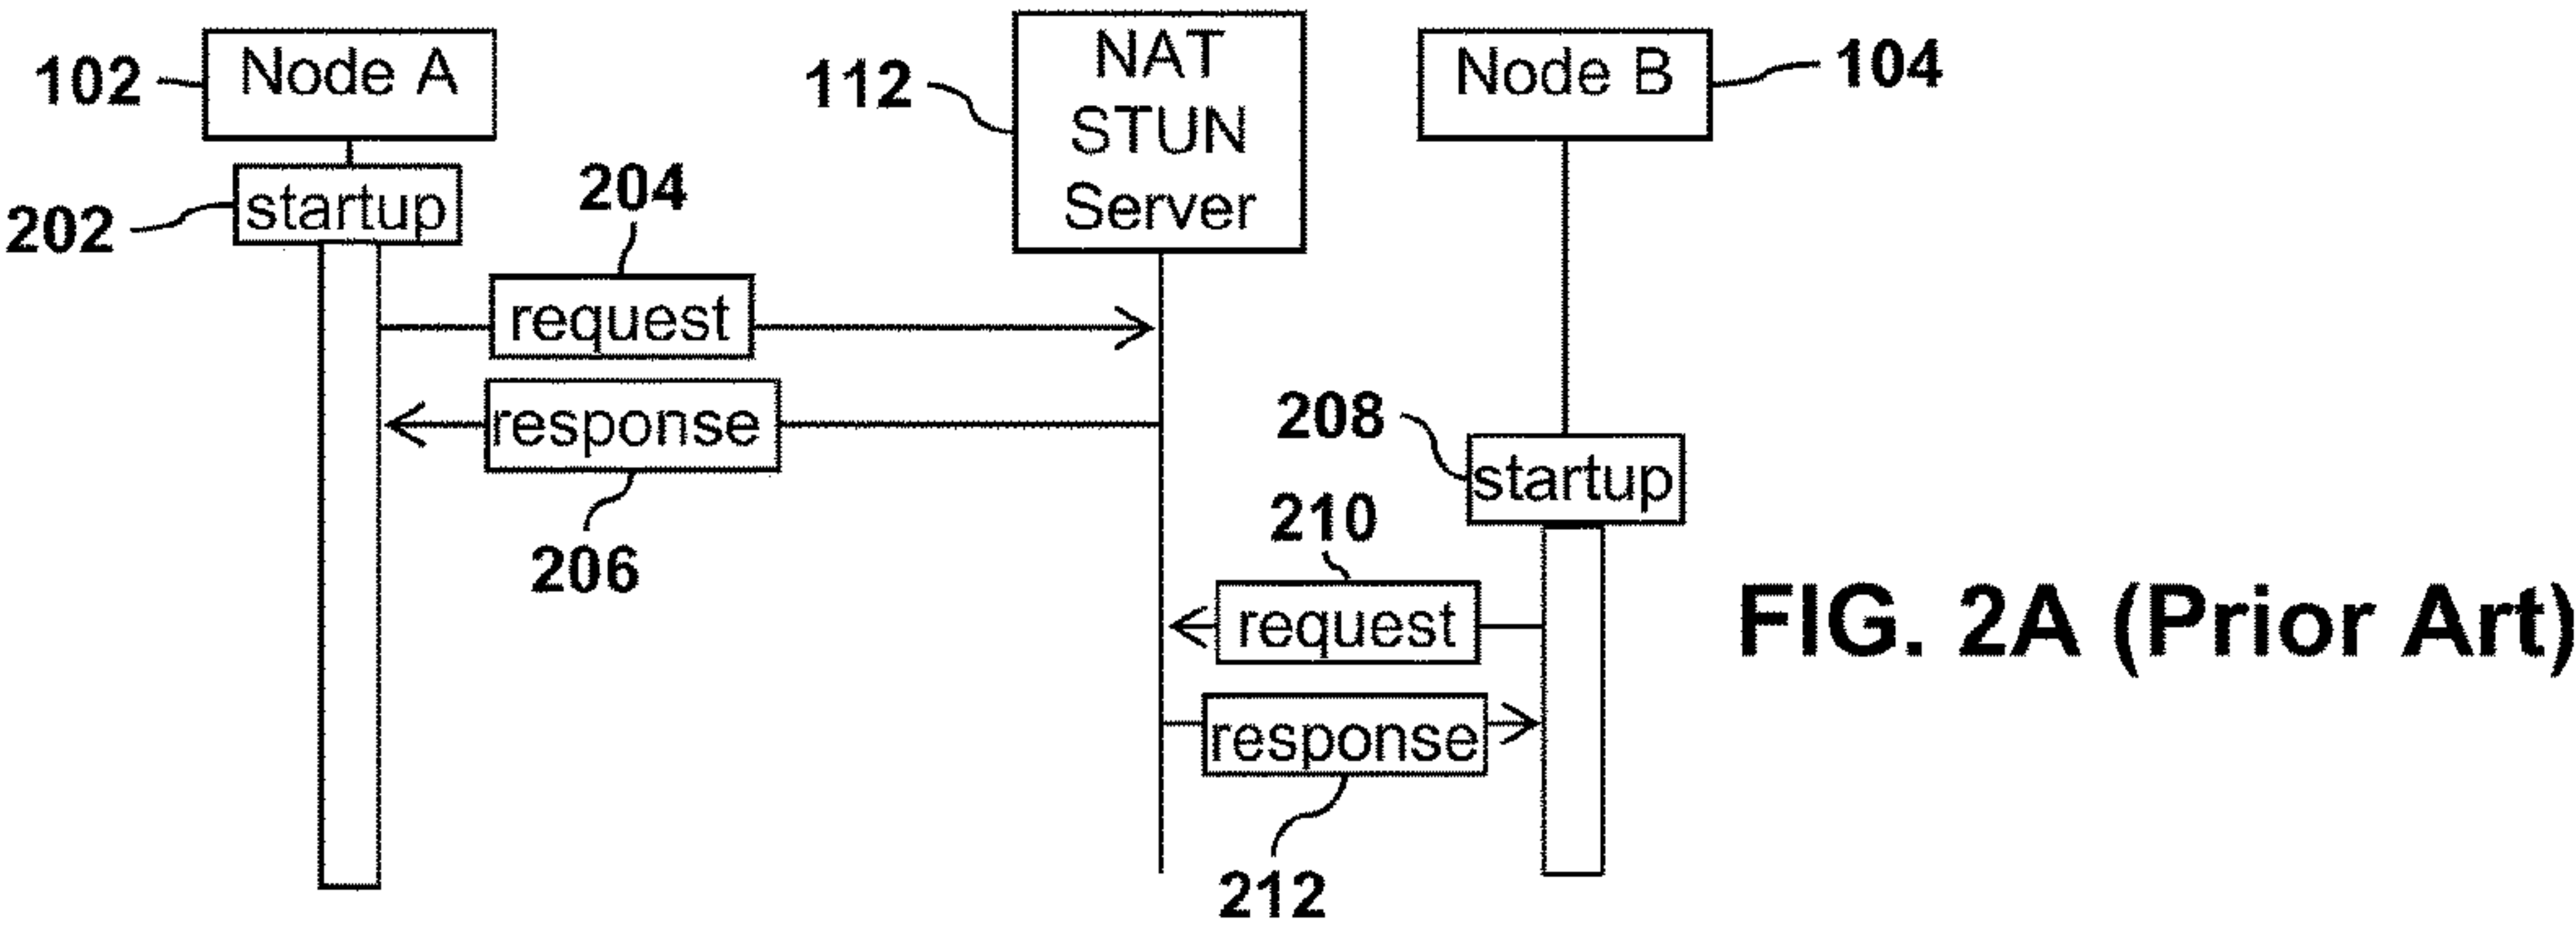 102
Node A
112
NAT
STUN
Server
Node B
104
202
startup
204
request
response
206
208
startup
210
request
response
212
FIG. 2A (Prior Art)